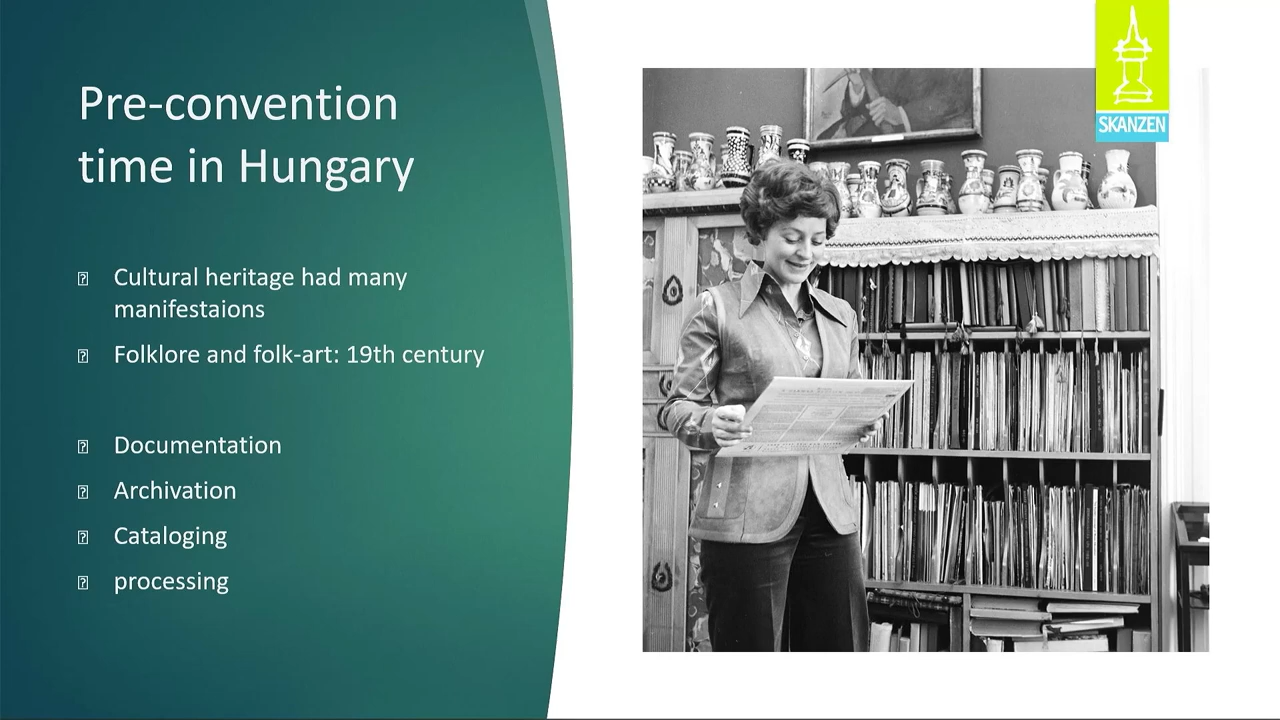 Pre-convention
time in Hungary
Cultural heritage had many
manifestaions
Folklore and folk-art: 19th century
Documentation
Archivation
Cataloging
processing
SKANZEN